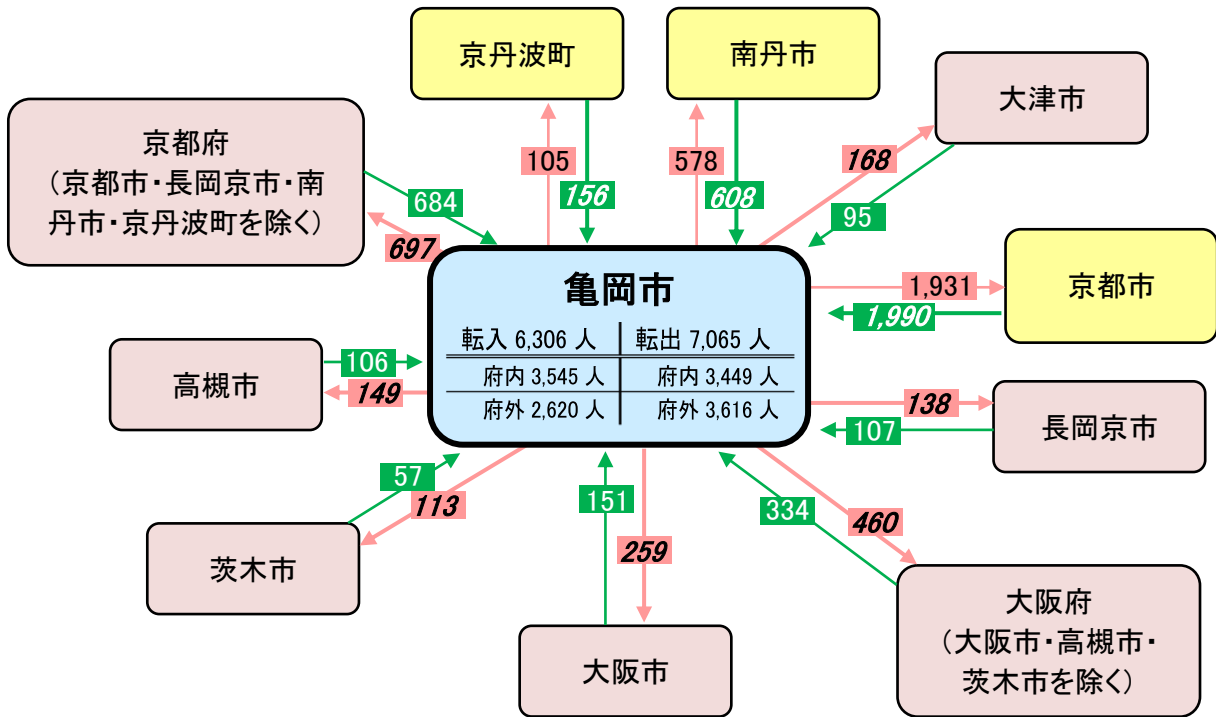 京丹波町
南丹市
大津市
京都府
（京都市・長岡京市・南
丹市・京丹波町を除く）
105
156
578
608
168
95
684
697
亀岡市
転入 6,306 人
転出 7,065 人
府内 3,545 人
府内 3,449 人
府外 2,620 人
府外 3,616 人
1,931
1,990
京都市
高槻市
106
149
138
107
長岡京市
57
113
茨木市
151
259
大阪市
334
460
大阪府
（大阪市・高槻市・
茨木市を除く）